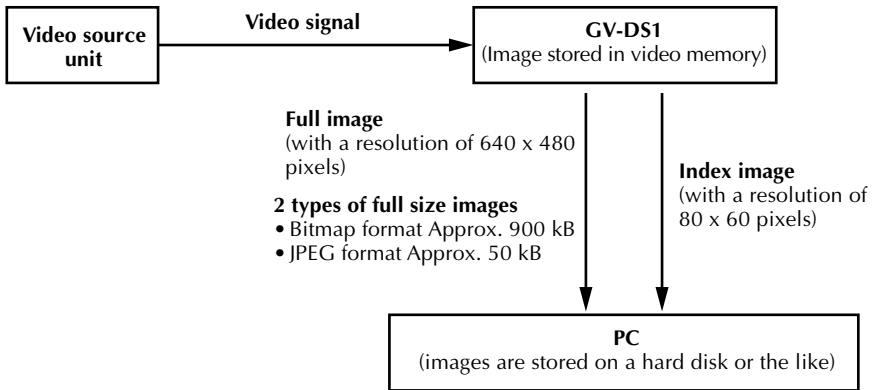 Video source
unit
Video signal
GV-DS1
(Image stored in video memory)
Full image
(with a resolution of 640 x 480
pixels)
2 types of full size images
• Bitmap format Approx. 900 kB
• JPEG format Approx. 50 kB
Index image
(with a resolution of
80 x 60 pixels)
PC
(images are stored on a hard disk or the like)